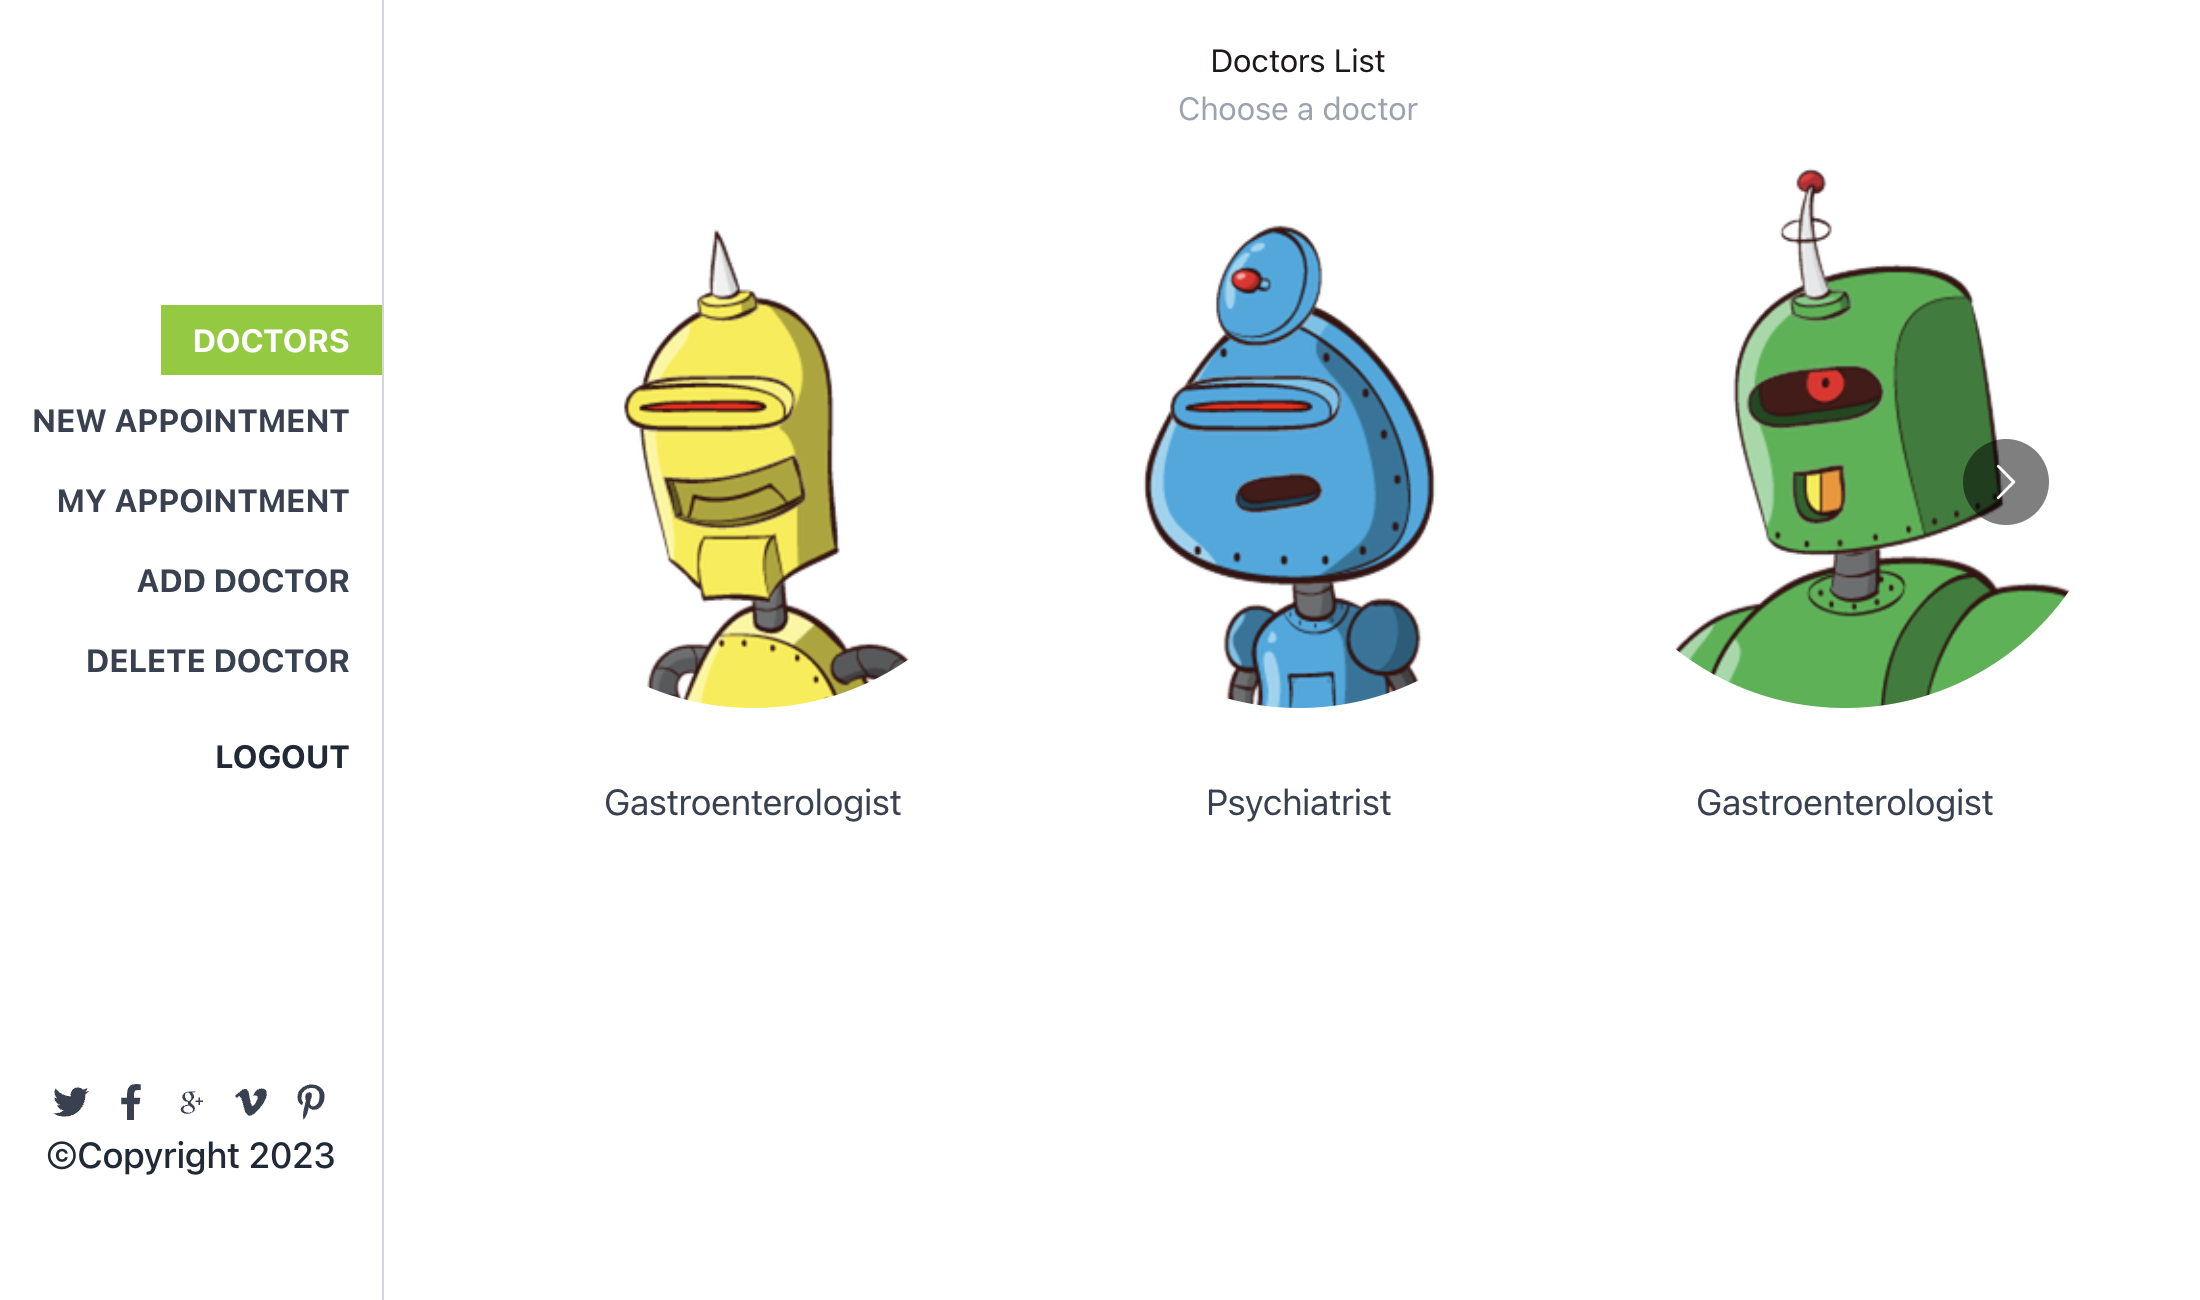 DOCTORS
NEW APPOINTMENT
MY APPOINTMENT
ADD DOCTOR
DELETE DOCTOR
LOGOUT
©Copyright 2023
Doctors List
Choose a doctor
Gastroenterologist
Psychiatrist
Gastroenterologist